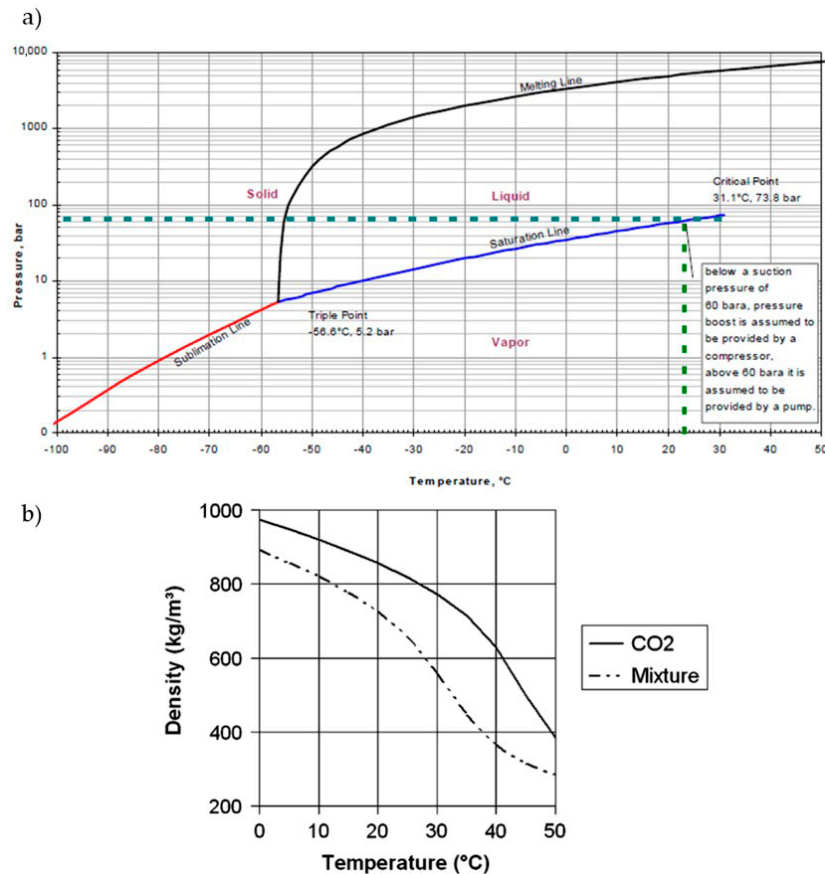 a)
10,000
1000
100
10
1
0
Pressure, bar
Melting Line
Solid
Liquid
Critical Point
31.1°C, 73.8 bar
Saturation Line
Sublimation Line
Triple Point
-56.6°C, 5.2 bar
Vapor
below a suction
pressure of
60 bara, pressure
boost is assumed to
be provided by a
compressor,
above 60 bara it is
assumed to be
provided by a pump.
-100 -90 -80 -70 -60 -50 -40 -30 -20 -10 0 10 20 30 40 50
Temperature, °C
b)
1000
800
600
400
200
Density (kg/m³)
CO2
Mixture
0 10 20 30 40 50
Temperature (°C)